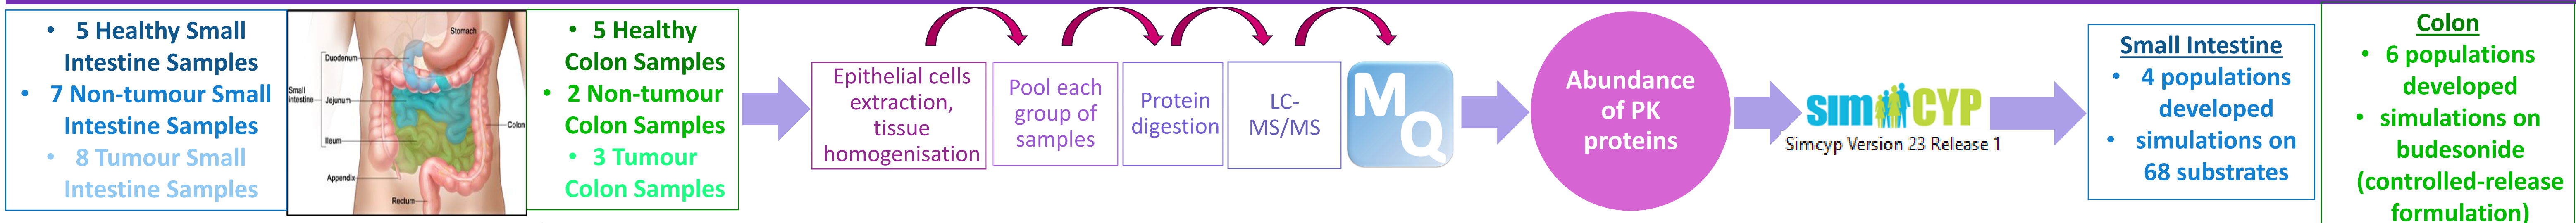 • 5 Healthy Small
Intestine Samples
• 7 Non-tumour Small
Intestine Samples
• 8 Tumour Small
Intestine Samples
Stomach
Duodenum
Small
intestine
Jejunum
Colon
Ileum
Appendix
Rectum
• 5 Healthy
Colon Samples
• 2 Non-tumour
Colon Samples
• 3 Tumour
Colon Samples
Epithelial cells
extraction,
tissue
homogenisation
Pool each
group of
samples
Protein
digestion
LC-
MS/MS
MQ
Abundance
of PK
proteins
simCYP
Simcyp Version 23 Release 1
Small Intestine
• 4 populations
developed
• simulations on
68 substrates
Colon
• 6 populations
developed
• simulations on
budesonide
(controlled-release
formulation)